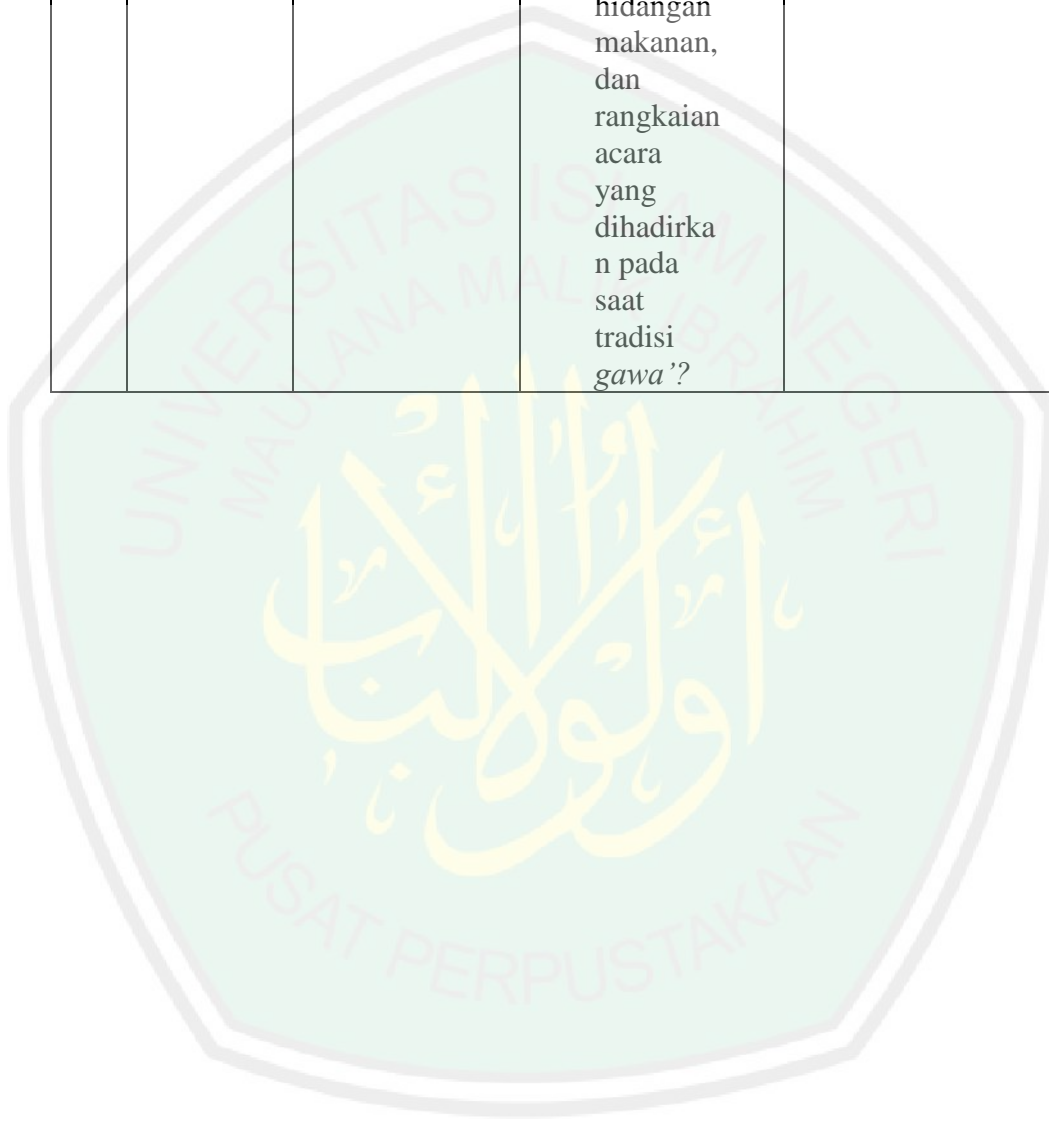 hidangan
makanan,
dan
rangkaian
acara
yang
dihadirka
n pada
saat
tradisi
gawa’?
UNIVERSITAS ISLAM NEGERI
MAULANA MALIK IBRAHIM
PUSAT PERPUSTAKAAN